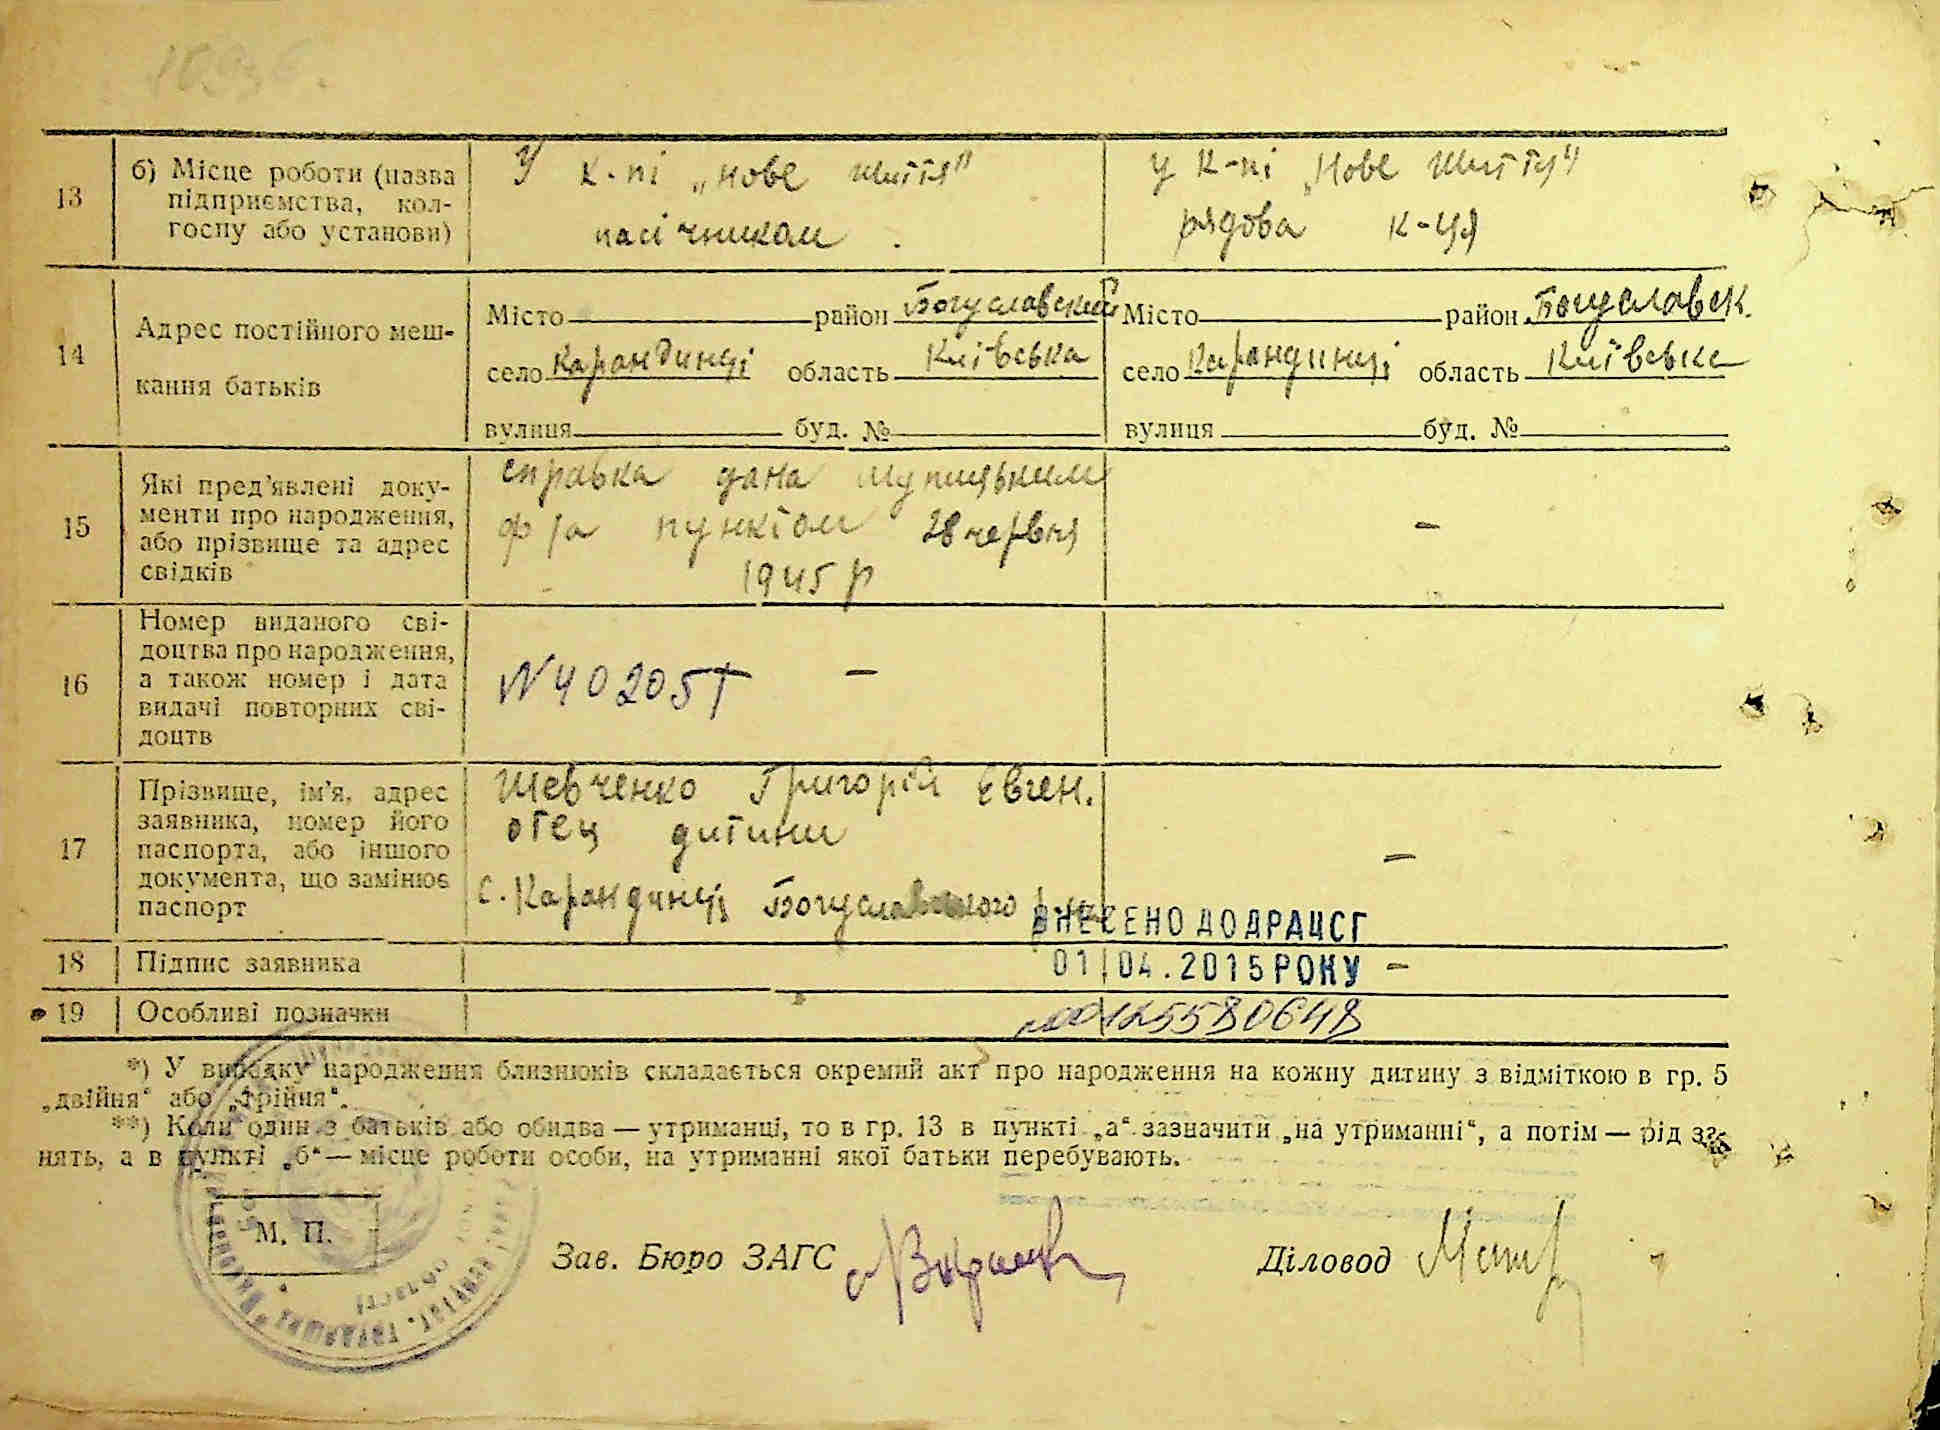 13
б) Місце роботи (назва
підприємства, кол-
госпу або установи)
У к-пі „нове життя"
пасічником
у к-пі „Нове життя"
рядова к-ця
14
Адрес постійного меш-
кання батьків
Місто район Богуславский
село Карандинці область Київська
вулиця буд. №
Місто район Богуславск.
село Карандинці область Київське
вулиця буд. №
15
Які пред'явлені доку-
менти про народження,
або прізвище та адрес
свідків
справка дана
ф/а пунктом 28 червня
1945 р
–
16
Номер виданого сві-
доцтва про народження,
а також номер і дата
видачі повторних сві-
доцтв
–
17
Прізвище, ім'я, адрес
заявника, номер його
паспорта, або іншого
документа, що замінює
паспорт
Шевченко Григорій Евген.
отец дитини
с. Карандинці Богуславського
–
ВНЕСЕНО ДО ДРАЦСГ
18
Підпис заявника
01.04.2015 РОКУ –
19
Особливі позначки
*) У випадку народження близнюків складається окремий акт про народження на кожну дитину з відміткою в гр. 5
„двійня“ або „трійня“.
**) Коли один з батьків або обидва — утриманці, то в гр. 13 в пункті „а“ зазначити „на утриманні“, а потім — рід за-
нять, а в пункті „б“ — місце роботи особи, на утриманні якої батьки перебувають.
М. П.
Зав. Бюро ЗАГС
Діловод